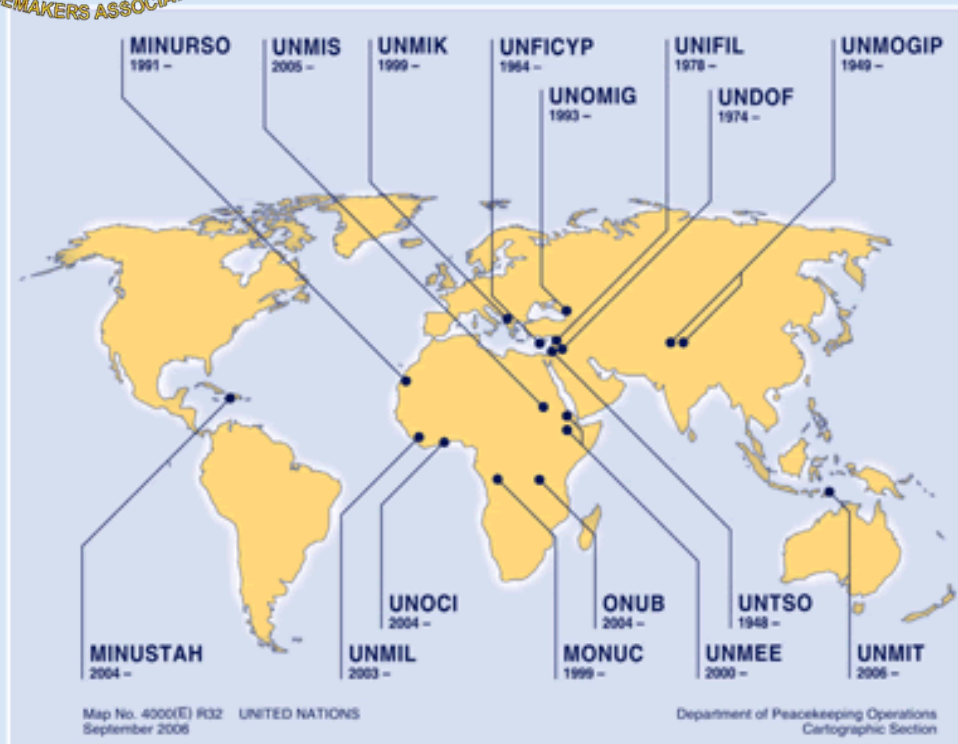 EMAKERS ASSOCIA
MINURSO
1991 –
UNMIS
2005 –
UNMIK
1999 –
UNFICYP
1964 –
UNIFIL
1978 –
UNMOGIP
1949 –
UNOMIG
1993 –
UNDOF
1974 –
UNOCI
2004 –
ONUB
2004 –
UNTSO
1948 –
MINUSTAH
2004 –
UNMIL
2003 –
MONUC
1999 –
UNMEE
2000 –
UNMIT
2006 –
Map No. 4000(E) R32 UNITED NATIONS
September 2006
Department of Peacekeeping Operations
Cartographic Section